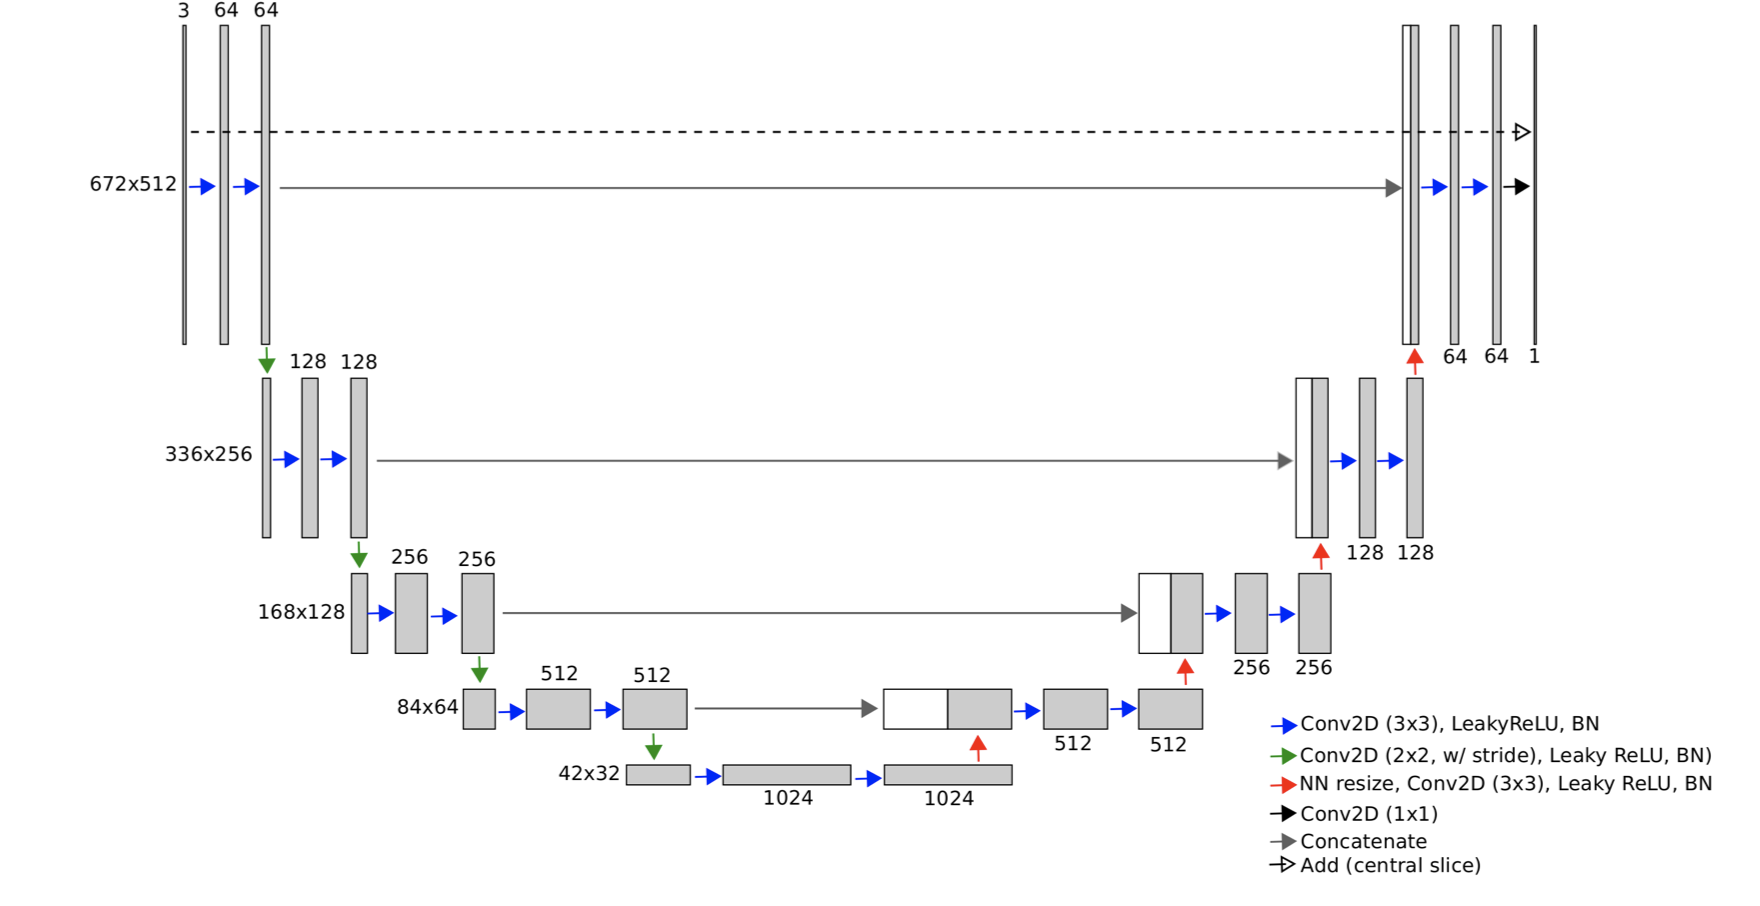 3 64 64
672x512
64 64 1
128 128
336x256
128 128
256 256
168x128
256 256
512 512
84x64
512 512
42x32
1024 1024
Conv2D (3x3), LeakyReLU, BN
Conv2D (2x2, w/ stride), Leaky ReLU, BN)
NN resize, Conv2D (3x3), Leaky ReLU, BN
Conv2D (1x1)
Concatenate
Add (central slice)